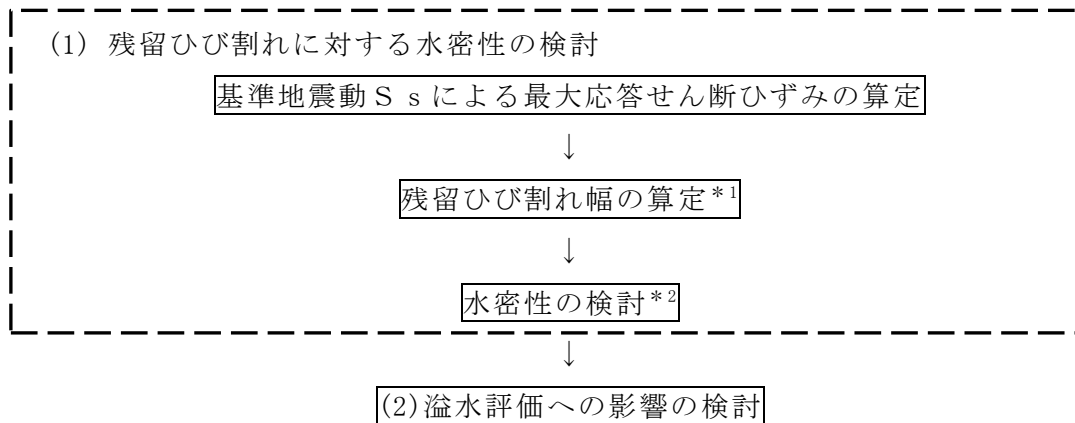 (1) 残留ひび割れに対する水密性の検討
基準地震動Ｓｓによる最大応答せん断ひずみの算定
↓
残留ひび割れ幅の算定*1
↓
水密性の検討*2
↓
(2)溢水評価への影響の検討